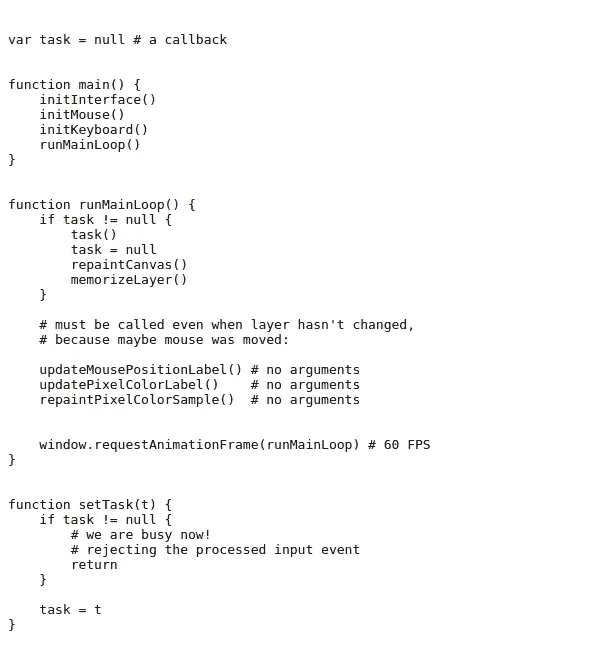 var task = null # a callback
function main() {
    initInterface()
    initMouse()
    initKeyboard()
    runMainLoop()
}
function runMainLoop() {
    if task != null {
        task()
        task = null
        repaintCanvas()
        memorizeLayer()
    }
    # must be called even when layer hasn't changed,
    # because maybe mouse was moved:
    updateMousePositionLabel() # no arguments
    updatePixelColorLabel()    # no arguments
    repaintPixelColorSample()  # no arguments
    window.requestAnimationFrame(runMainLoop) # 60 FPS
}
function setTask(t) {
    if task != null {
        # we are busy now!
        # rejecting the processed input event
        return
    }
    task = t
}